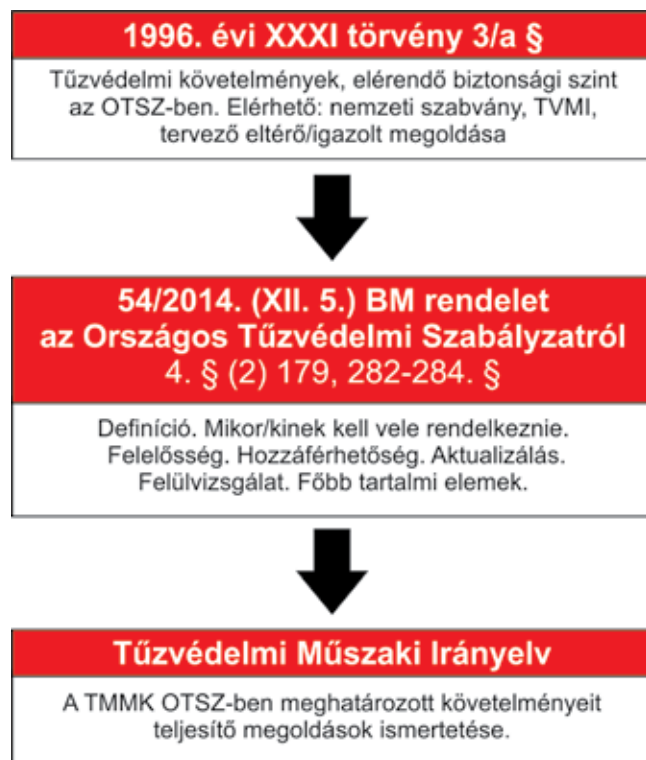 1996. évi XXXI törvény 3/a §
Tűzvédelmi követelmények, elérendő biztonsági szint
az OTSZ-ben. Elérhető: nemzeti szabvány, TVMI,
tervező eltérő/igazolt megoldása
54/2014. (XII. 5.) BM rendelet
az Országos Tűzvédelmi Szabályzatról
4. § (2) 179, 282-284. §
Definíció. Mikor/kinek kell vele rendelkeznie.
Felelősség. Hozzáférhetőség. Aktualizálás.
Felülvizsgálat. Főbb tartalmi elemek.
Tűzvédelmi Műszaki Irányelv
A TMMK OTSZ-ben meghatározott követelményeit
teljesítő megoldások ismertetése.